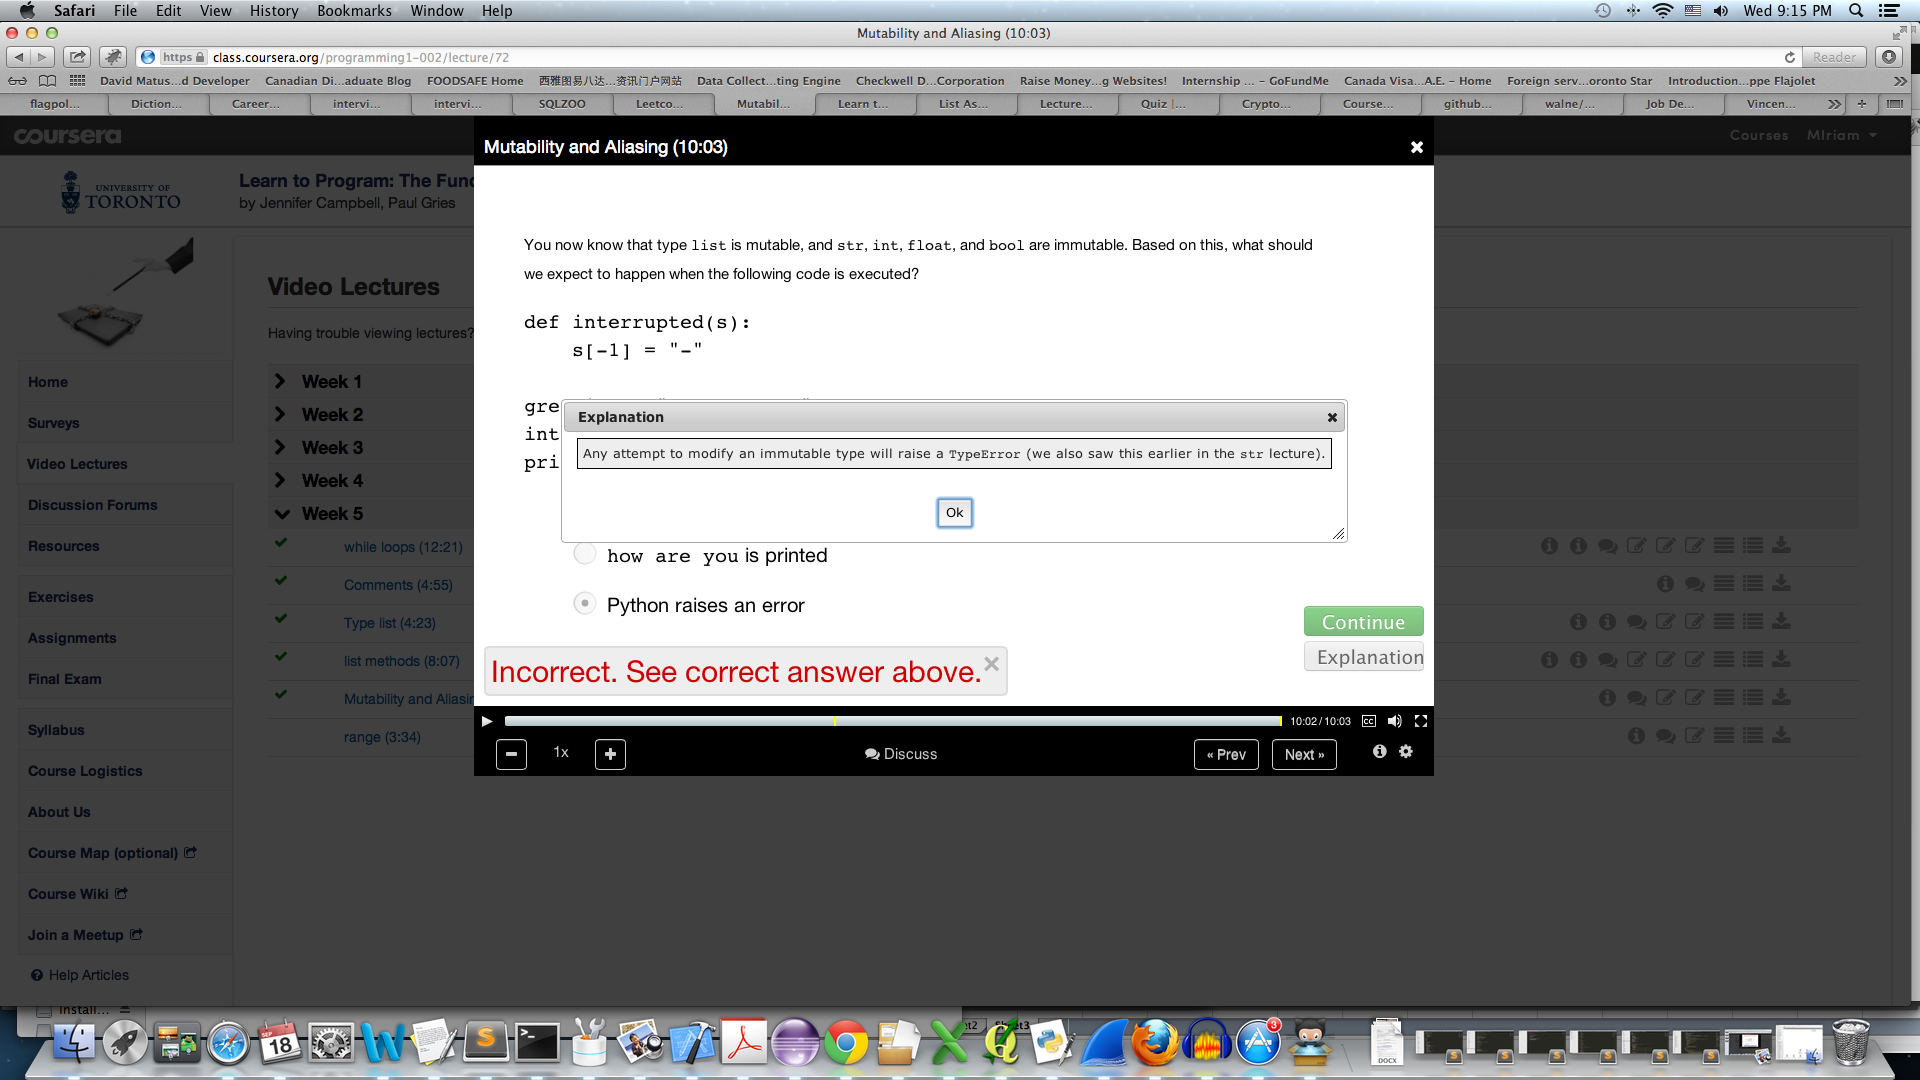 Safari File Edit View History Bookmarks Window Help Wed 9:15 PM
Mutability and Aliasing (10:03)
https class.coursera.org/programming1-002/lecture/72 Reader
David Matus...d Developer Canadian Di...aduate Blog FOODSAFE Home 西雅图易八达...资讯门户网站 Data Collect...ting Engine Checkwell D...Corporation Raise Money...g Websites! Internship ... - GoFundMe Canada Visa...A.E. - Home Foreign serv...oronto Star Introduction...ppe Flajolet
flagpol... Diction... Career... intervi... intervi... SQLZOO Leetco... Mutabil... Learn t... List As... Lecture... Quiz |... Crypto... Course... github... walne/... Job De... Vincen...
coursera Courses MIriam
Mutability and Aliasing (10:03)
UNIVERSITY OF
TORONTO
Learn to Program: The Fun
by Jennifer Campbell, Paul Gries
You now know that type list is mutable, and str, int, float, and bool are immutable. Based on this, what should
we expect to happen when the following code is executed?
def interrupted(s):
s[-1] = "-"
gre
int
pri
Explanation
Any attempt to modify an immutable type will raise a TypeError (we also saw this earlier in the str lecture).
Ok
how are you is printed
Python raises an error
Continue
Explanation
Incorrect. See correct answer above.
10:02 / 10:03 CC
1x Discuss « Prev Next »
Video Lectures
Having trouble viewing lectures?
Week 1
Week 2
Week 3
Week 4
Week 5
while loops (12:21)
Comments (4:55)
Type list (4:23)
list methods (8:07)
Mutability and Aliasin
range (3:34)
Home
Surveys
Video Lectures
Discussion Forums
Resources
Exercises
Assignments
Final Exam
Syllabus
Course Logistics
About Us
Course Map (optional)
Course Wiki
Join a Meetup
Help Articles
Install...
SEP
18
3
DOCX